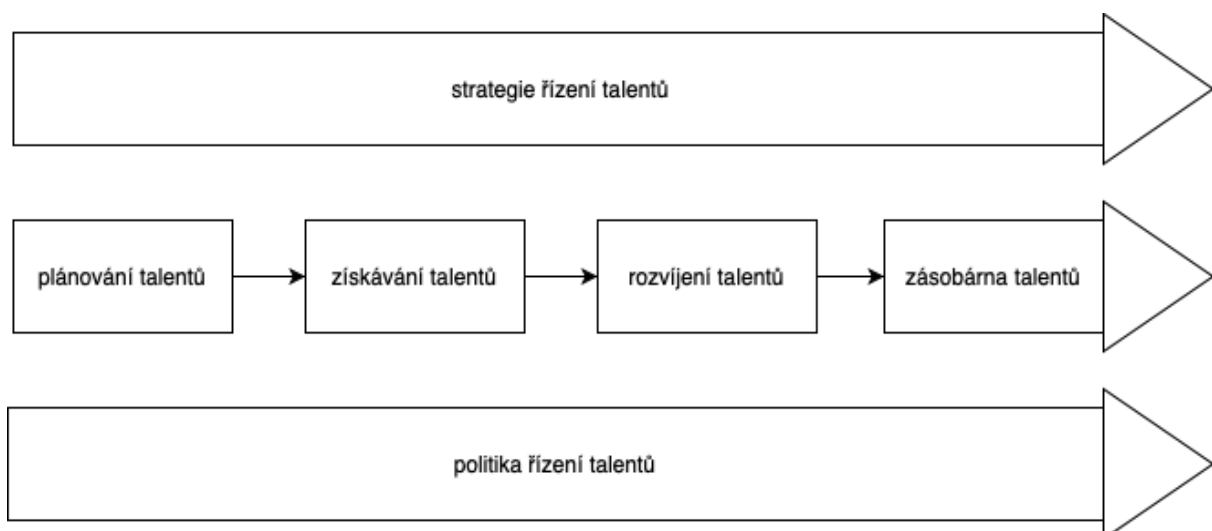 strategie řízení talentů
plánování talentů
získávání talentů
rozvíjení talentů
zásobárna talentů
politika řízení talentů